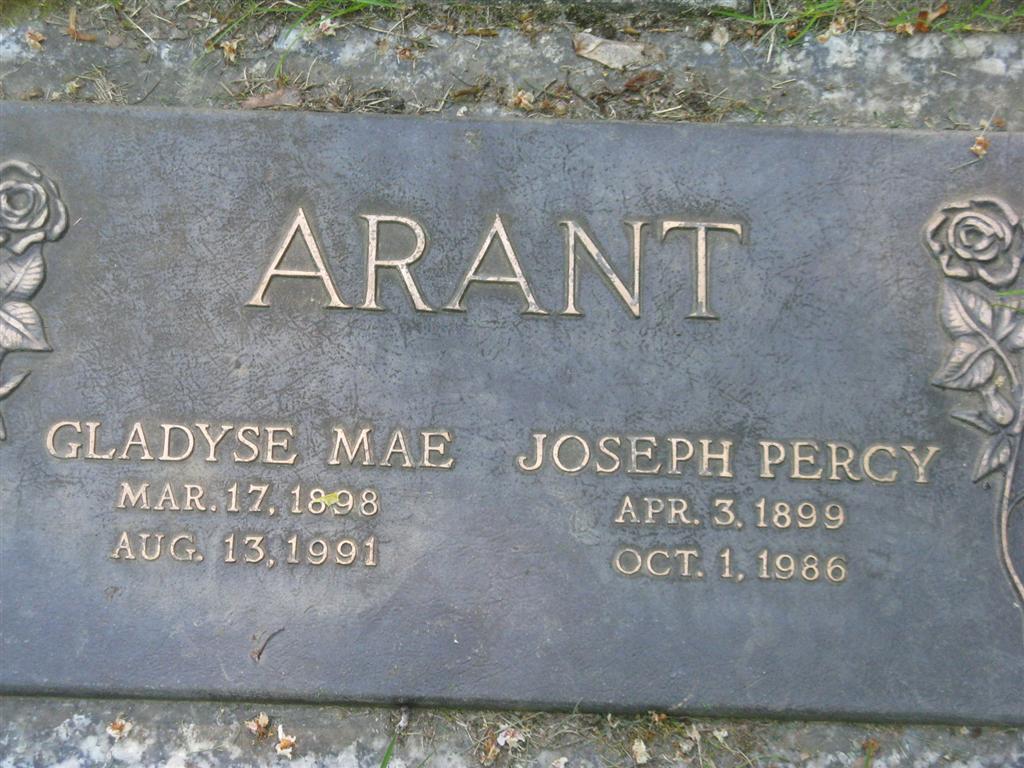 ARANT
GLADYSE MAE
MAR. 17, 1898
AUG. 13, 1991
JOSEPH PERCY
APR. 3, 1899
OCT. 1, 1986